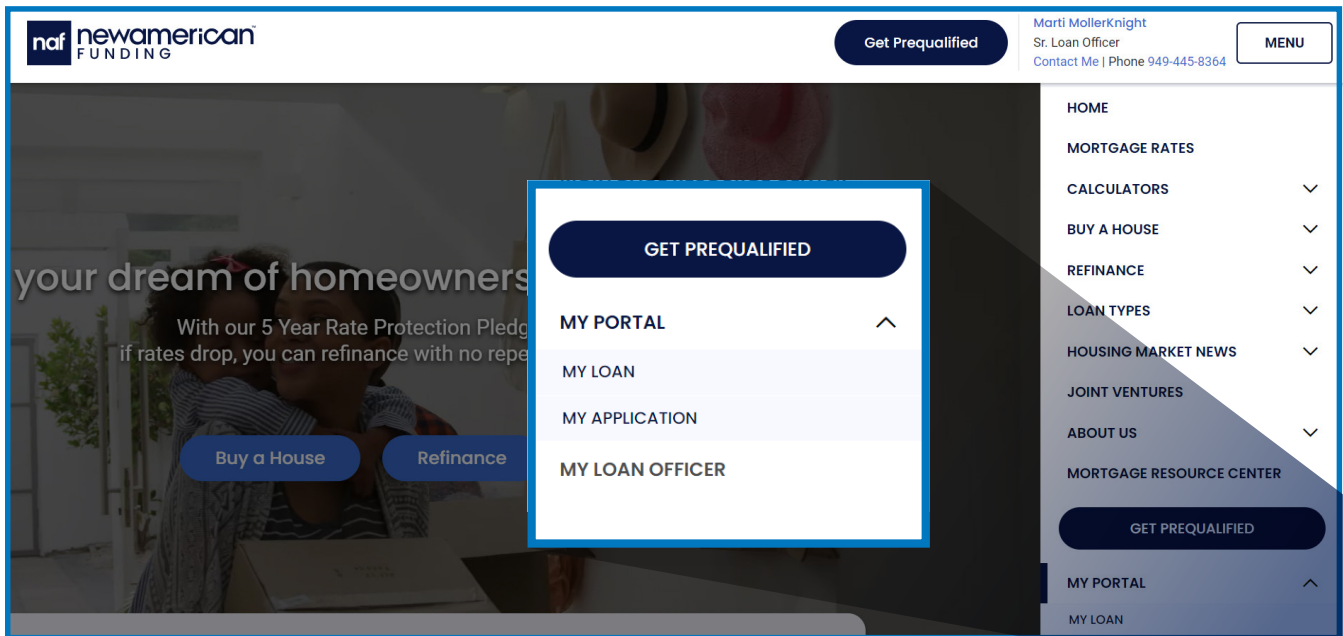 naf newamerican
FUNDING
Get Prequalified
Marti MollerKnight
Sr. Loan Officer
Contact Me | Phone 949-445-8364
MENU
your dream of homeowners
With our 5 Year Rate Protection Pledg
if rates drop, you can refinance with no repe
Buy a House
Refinance
GET PREQUALIFIED
MY PORTAL
MY LOAN
MY APPLICATION
MY LOAN OFFICER
HOME
MORTGAGE RATES
CALCULATORS
BUY A HOUSE
REFINANCE
LOAN TYPES
HOUSING MARKET NEWS
JOINT VENTURES
ABOUT US
MORTGAGE RESOURCE CENTER
GET PREQUALIFIED
MY PORTAL
MY LOAN